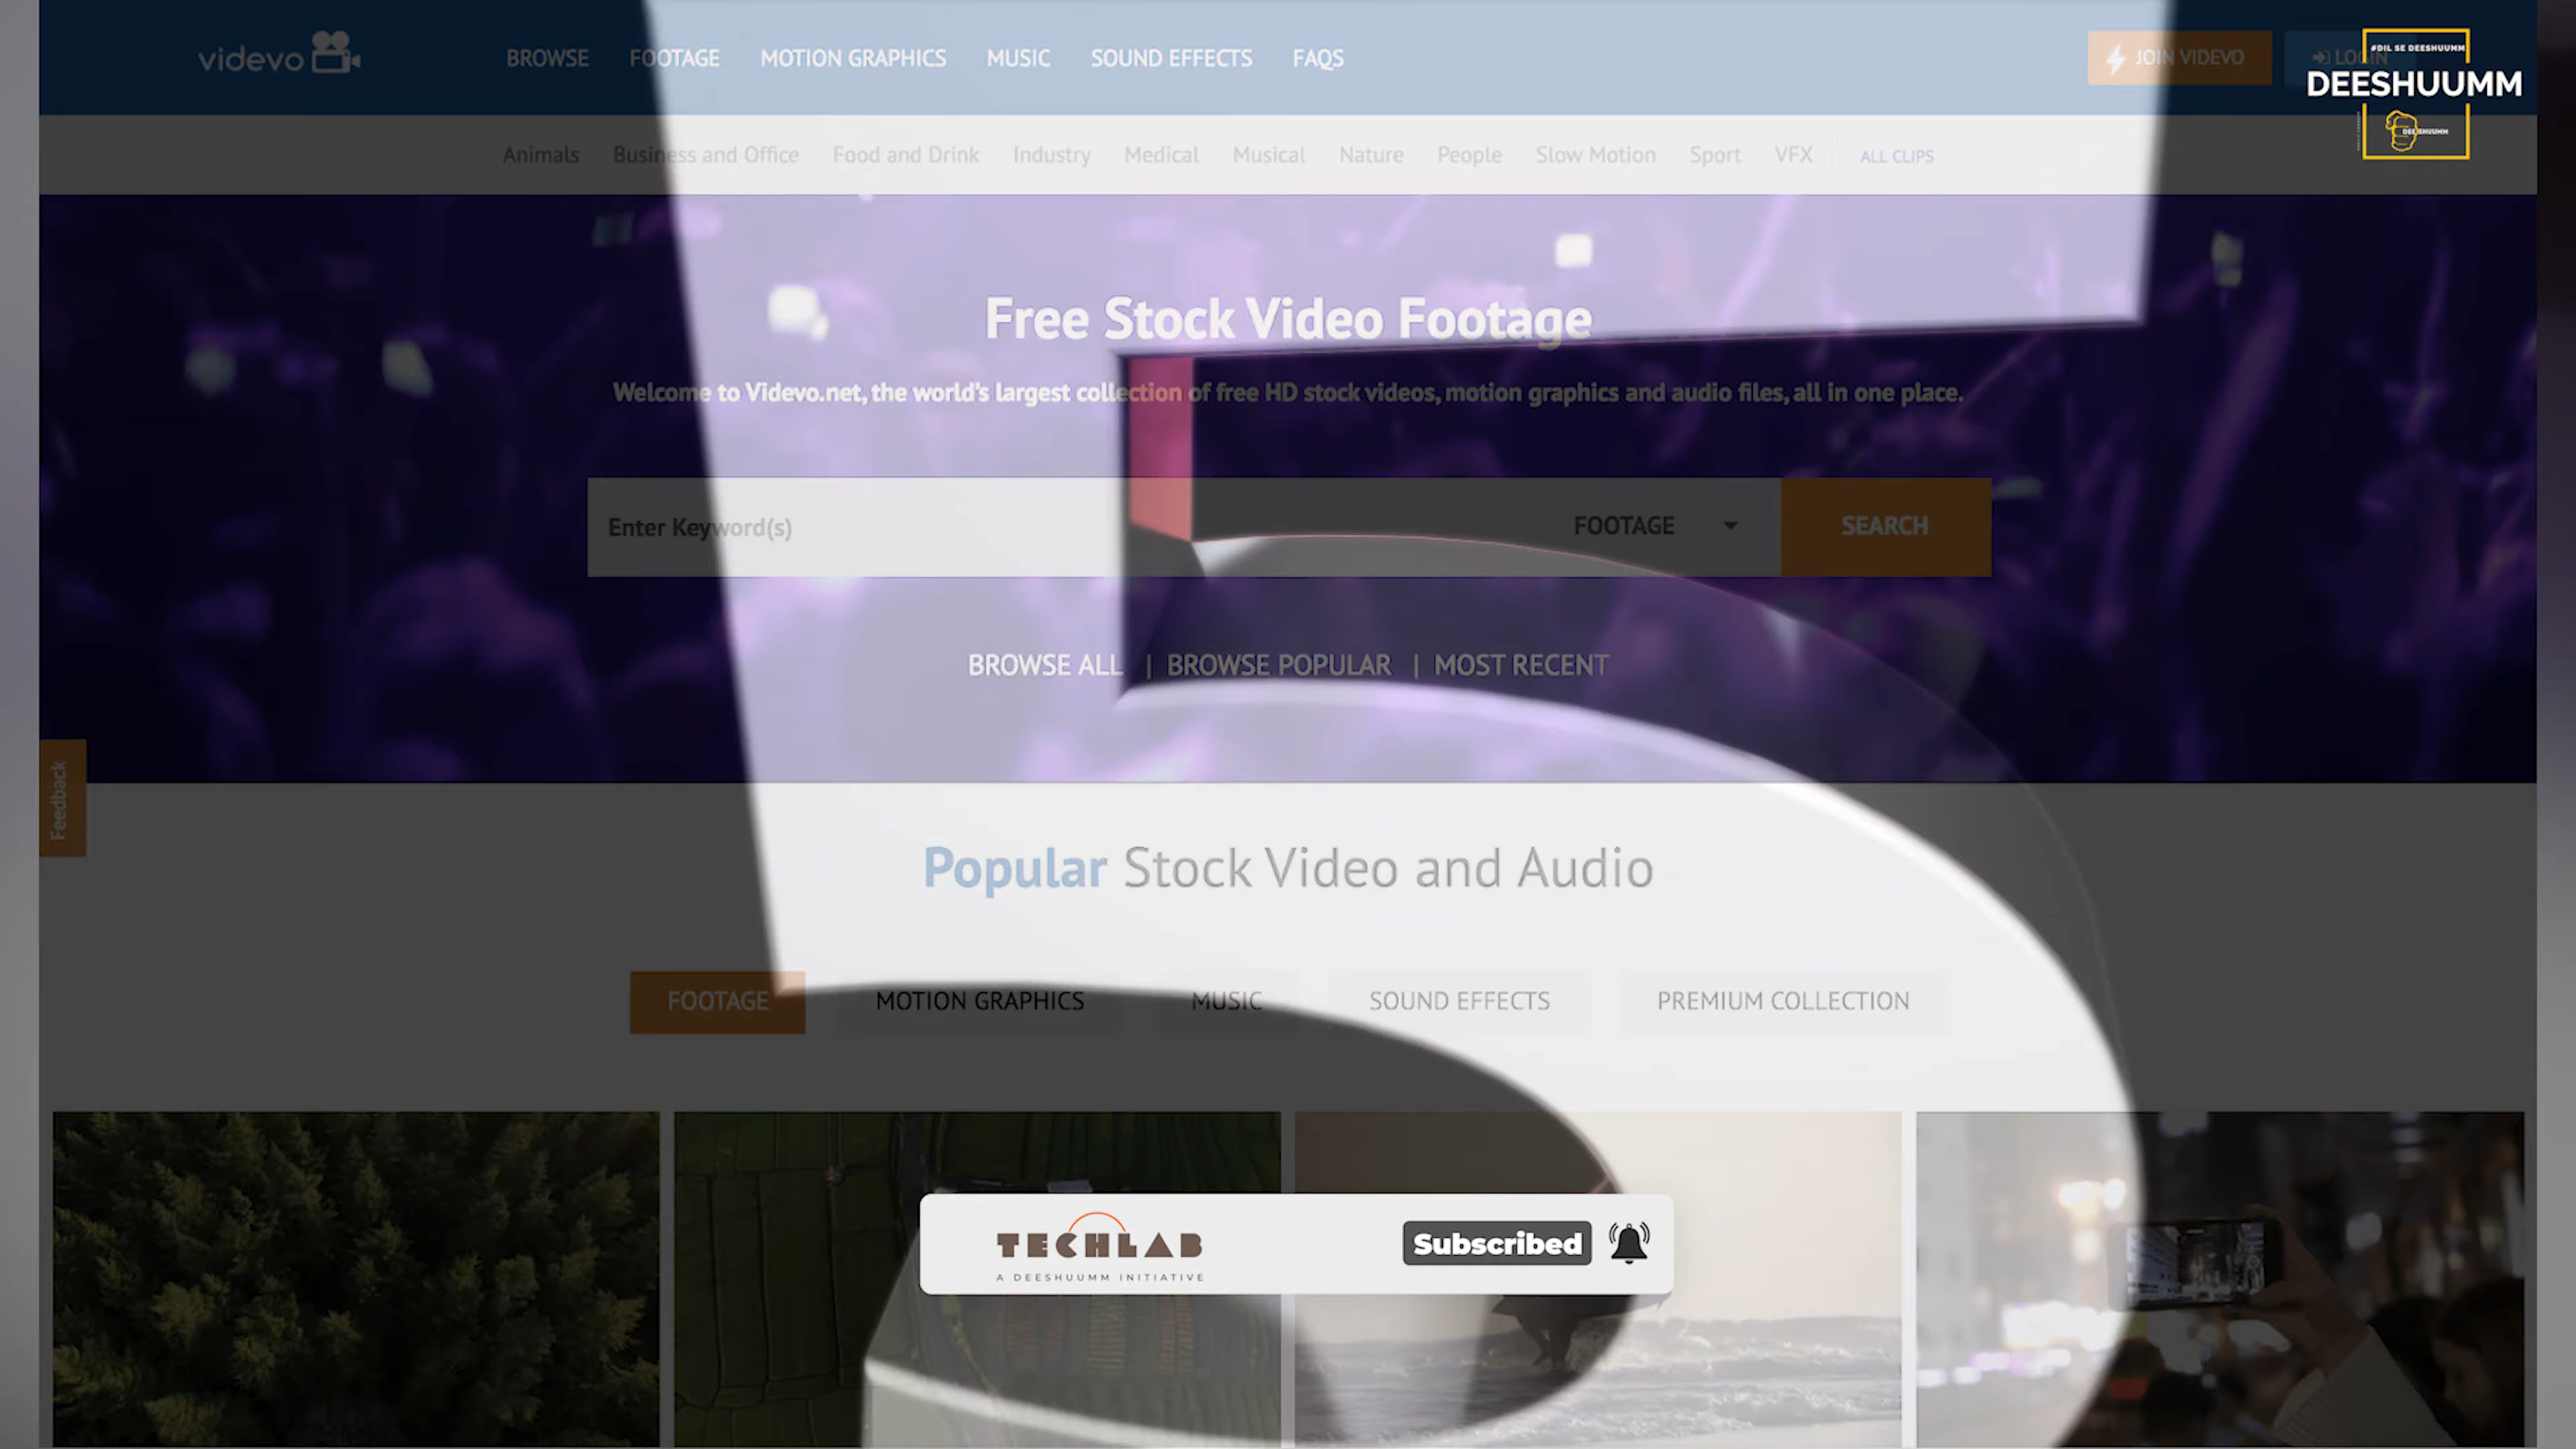 videvo
BROWSE FOOTAGE MOTION GRAPHICS MUSIC SOUND EFFECTS FAQS
JOIN VIDEVO
LOGIN
#DIL SE DEESHUUMM
DEESHUUMM
DEESHUUMM
Animals Business and Office Food and Drink Industry Medical Musical Nature People Slow Motion Sport VFX ALL CLIPS
Free Stock Video Footage
Welcome to Videvo.net, the world's largest collection of free HD stock videos, motion graphics and audio files, all in one place.
Enter Keyword(s) FOOTAGE SEARCH
BROWSE ALL | BROWSE POPULAR | MOST RECENT
Feedback
Popular Stock Video and Audio
FOOTAGE MOTION GRAPHICS MUSIC SOUND EFFECTS PREMIUM COLLECTION
5
TECHLAB
A DEESHUUMM INITIATIVE
Subscribed